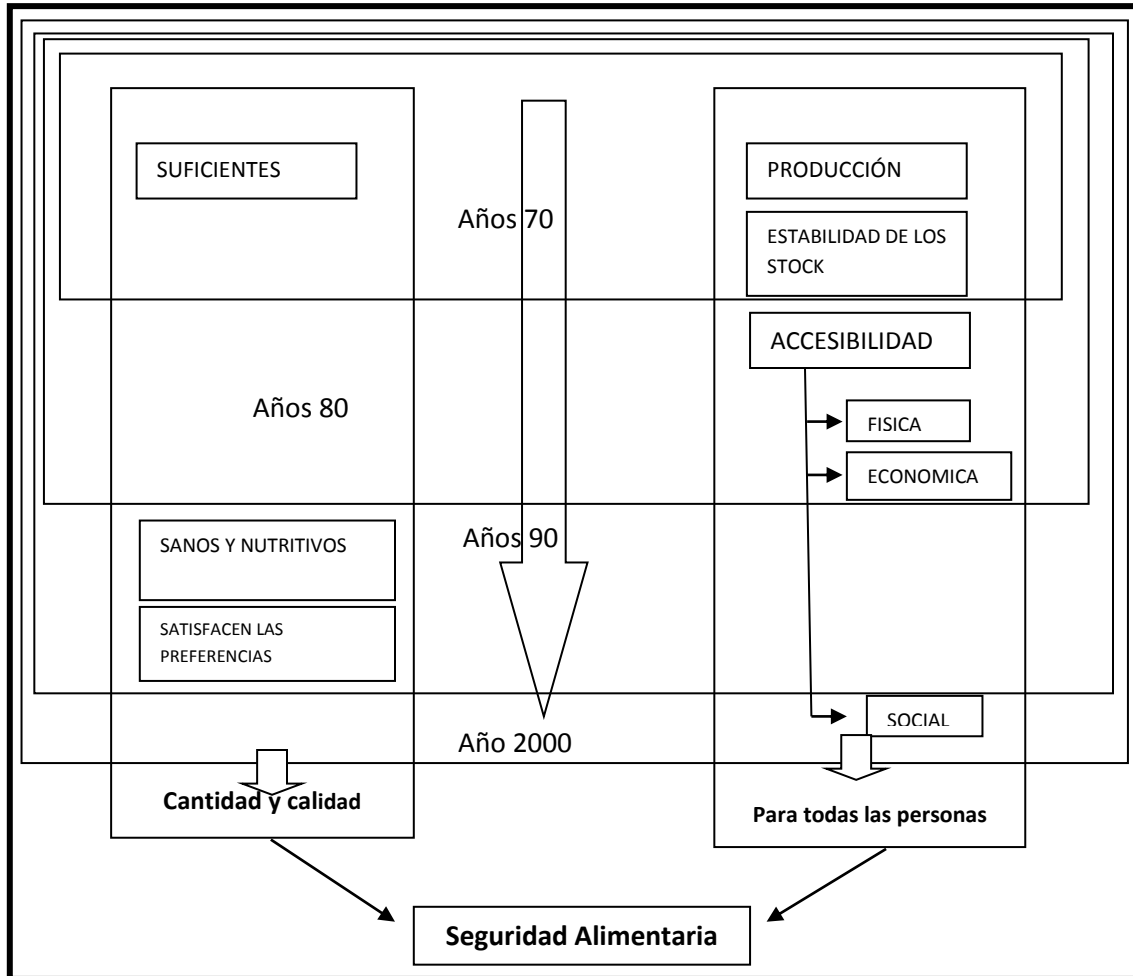 SUFICIENTES
PRODUCCIÓN
Años 70
ESTABILIDAD DE LOS
STOCK
ACCESIBILIDAD
Años 80
FISICA
ECONOMICA
SANOS Y NUTRITIVOS
Años 90
SATISFACEN LAS
PREFERENCIAS
SOCIAL
Año 2000
Cantidad y calidad
Para todas las personas
Seguridad Alimentaria